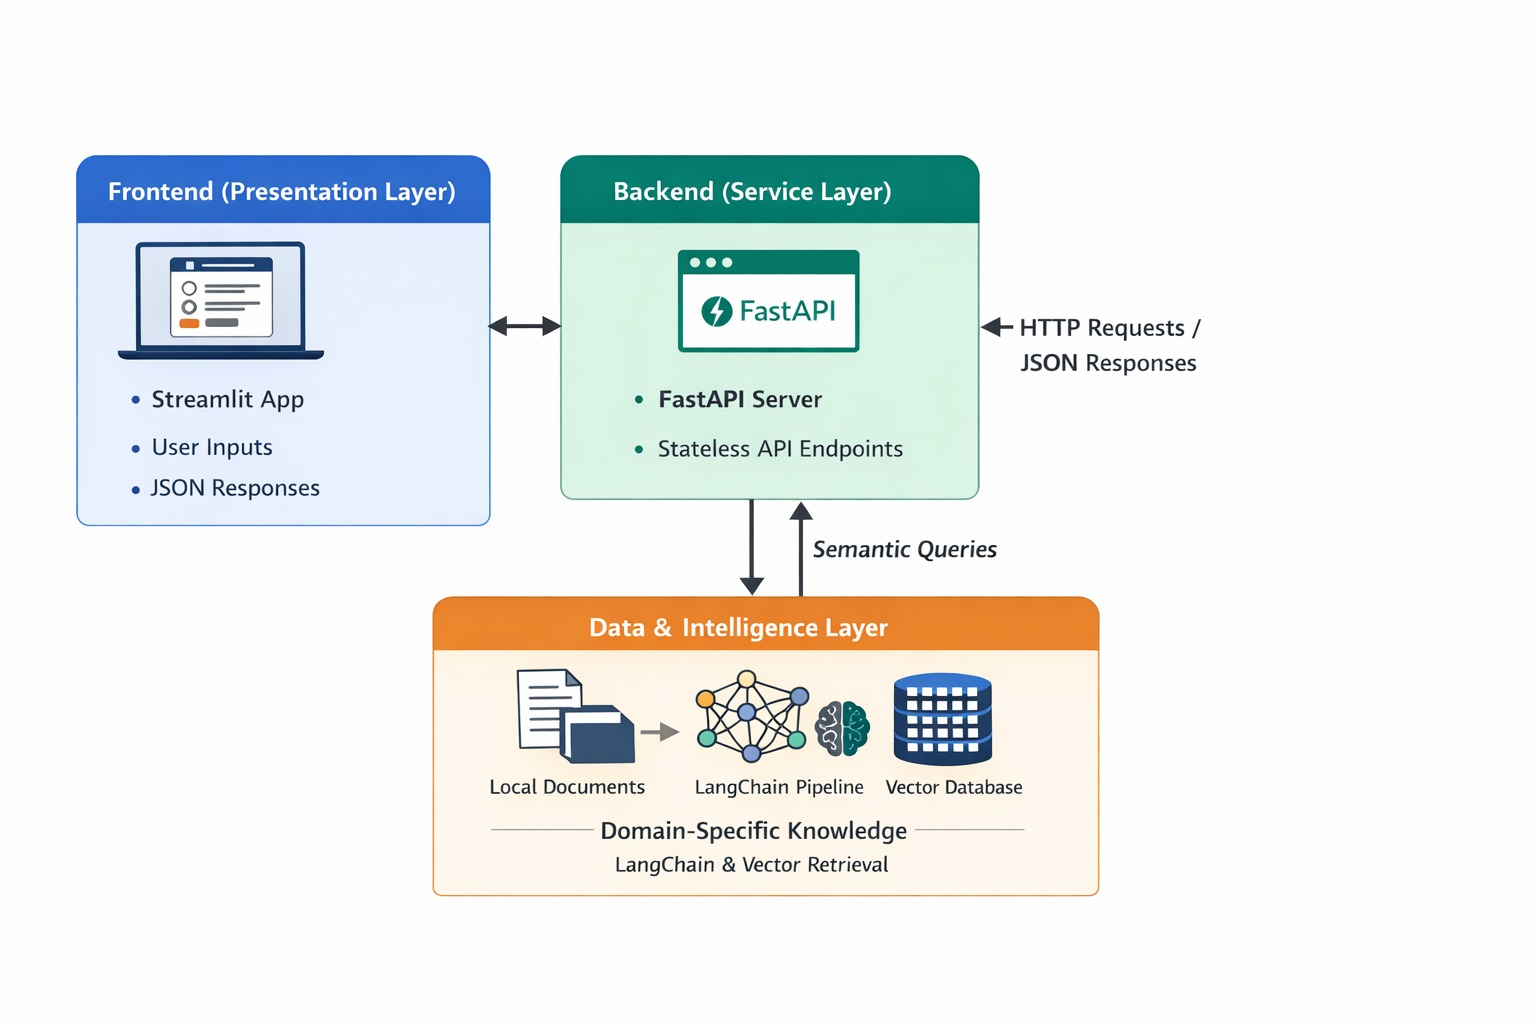 Frontend (Presentation Layer)
• Streamlit App
• User Inputs
• JSON Responses
Backend (Service Layer)
FastAPI
• FastAPI Server
• Stateless API Endpoints
HTTP Requests /
JSON Responses
Semantic Queries
Data & Intelligence Layer
Local Documents
LangChain Pipeline
Vector Database
Domain-Specific Knowledge
LangChain & Vector Retrieval